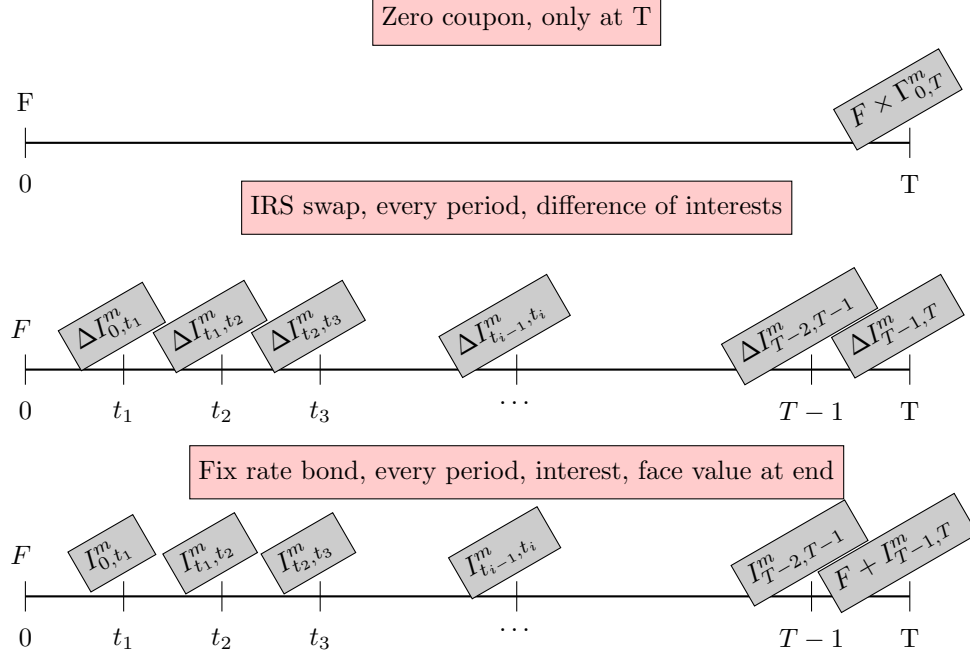 Zero coupon, only at T
F
F × Γ^m_{0,T}
0 T
IRS swap, every period, difference of interests
F
ΔI^m_{0,t_1} ΔI^m_{t_1,t_2} ΔI^m_{t_2,t_3} ΔI^m_{t_{i-1},t_i} ΔI^m_{T-2,T-1} ΔI^m_{T-1,T}
0 t_1 t_2 t_3 ... T − 1 T
Fix rate bond, every period, interest, face value at end
F
I^m_{0,t_1} I^m_{t_1,t_2} I^m_{t_2,t_3} I^m_{t_{i-1},t_i} I^m_{T-2,T-1} F + I^m_{T-1,T}
0 t_1 t_2 t_3 ... T − 1 T